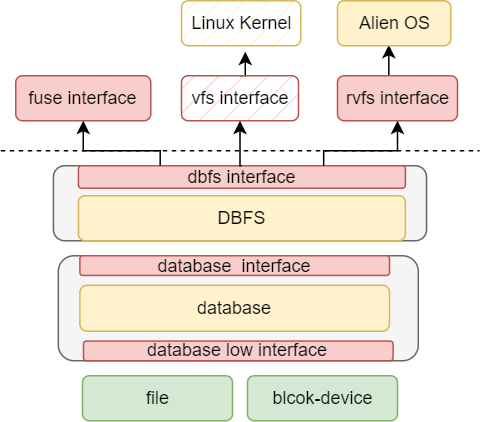 Linux Kernel
Alien OS
fuse interface
vfs interface
rvfs interface
dbfs interface
DBFS
database  interface
database
database low interface
file
blcok-device